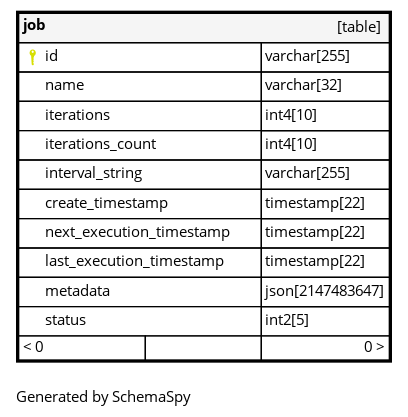 job [table]
id varchar[255]
name varchar[32]
iterations int4[10]
iterations_count int4[10]
interval_string varchar[255]
create_timestamp timestamp[22]
next_execution_timestamp timestamp[22]
last_execution_timestamp timestamp[22]
metadata json[2147483647]
status int2[5]
< 0 0 >
Generated by SchemaSpy